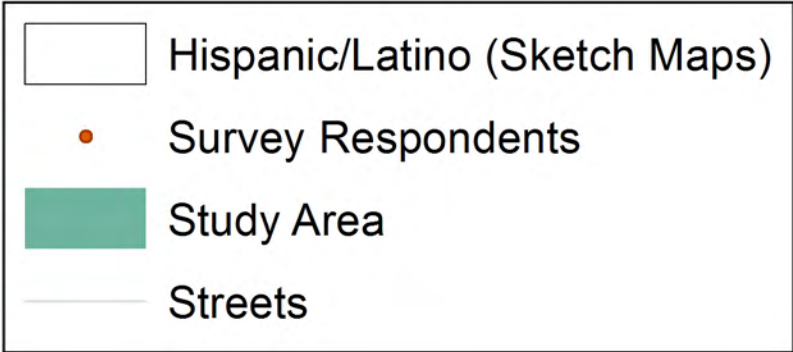 Hispanic/Latino (Sketch Maps)
Survey Respondents
Study Area
Streets